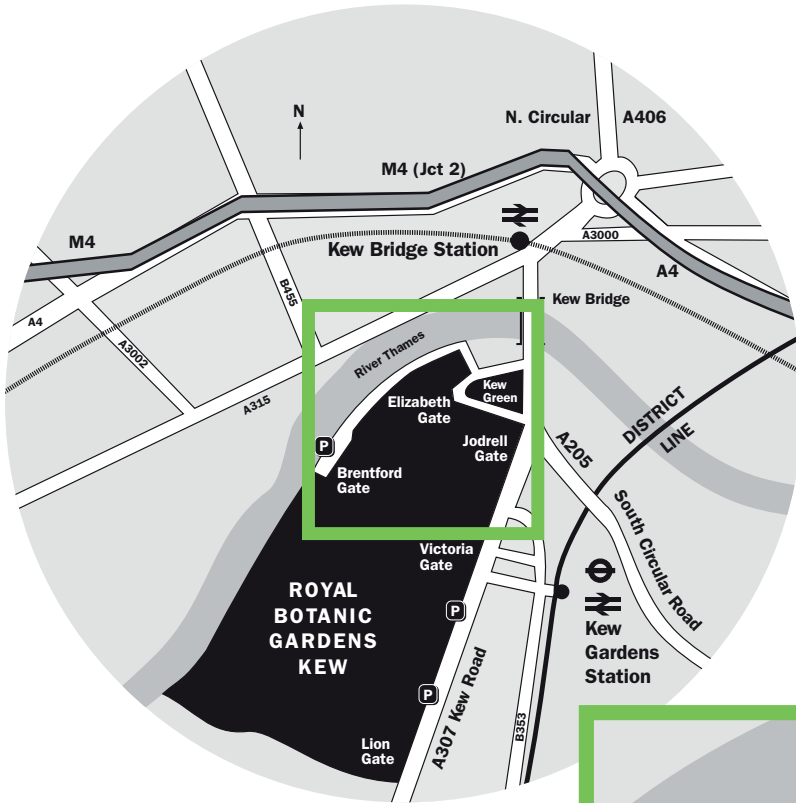 N. Circular
A406
N
M4 (Jct 2)
M4
Kew Bridge Station
A3000
A4
B455
Kew Bridge
A4
A3002
River Thames
A315
Kew
Green
Elizabeth
Gate
DISTRICT
LINE
Jodrell
Gate
A205
P
Brentford
Gate
South Circular Road
Victoria
Gate
ROYAL
BOTANIC
GARDENS
KEW
P
Kew
Gardens
Station
P
A307 Kew Road
B353
Lion
Gate